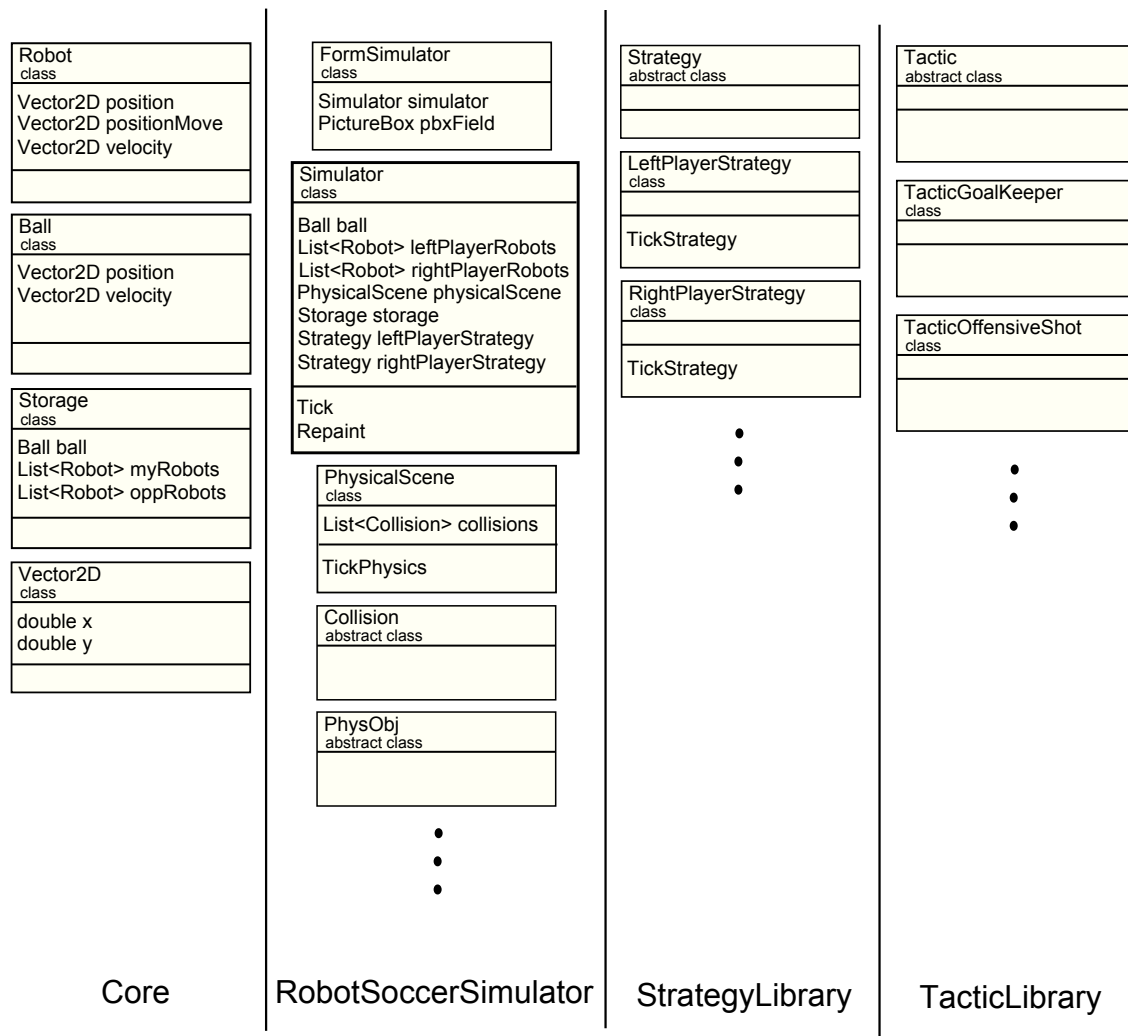 Robot
class
Vector2D position
Vector2D positionMove
Vector2D velocity
Ball
class
Vector2D position
Vector2D velocity
Storage
class
Ball ball
List<Robot> myRobots
List<Robot> oppRobots
Vector2D
class
double x
double y
Core
FormSimulator
class
Simulator simulator
PictureBox pbxField
Simulator
class
Ball ball
List<Robot> leftPlayerRobots
List<Robot> rightPlayerRobots
PhysicalScene physicalScene
Storage storage
Strategy leftPlayerStrategy
Strategy rightPlayerStrategy
Tick
Repaint
PhysicalScene
class
List<Collision> collisions
TickPhysics
Collision
abstract class
PhysObj
abstract class
RobotSoccerSimulator
Strategy
abstract class
LeftPlayerStrategy
class
TickStrategy
RightPlayerStrategy
class
TickStrategy
StrategyLibrary
Tactic
abstract class
TacticGoalKeeper
class
TacticOffensiveShot
class
TacticLibrary